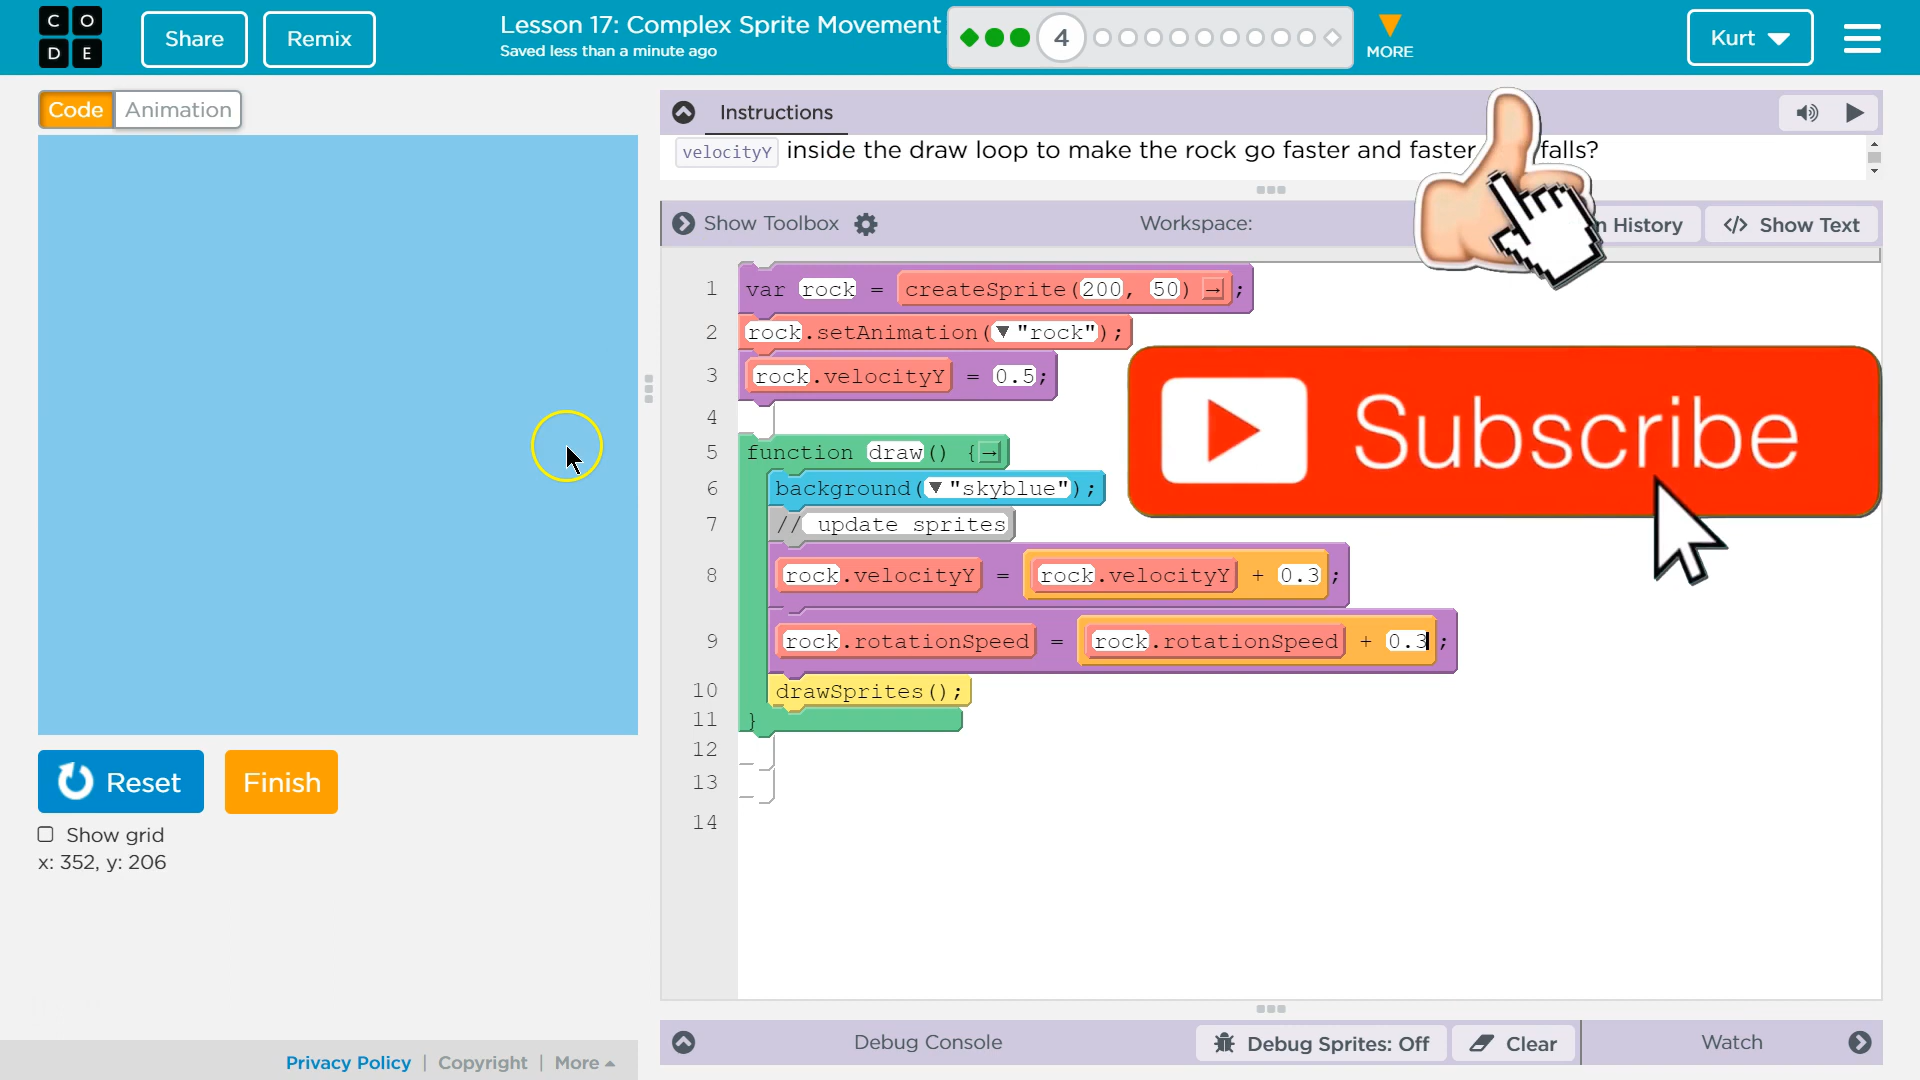 CODE
Share
Remix
Lesson 17: Complex Sprite Movement
Saved less than a minute ago
4
MORE
Kurt
Code
Animation
Instructions
velocityY inside the draw loop to make the rock go faster and faster falls?
Show Toolbox
Workspace:
n History
</> Show Text
1 var rock = createSprite(200, 50) → ;
2 rock.setAnimation(▼ "rock");
3 rock.velocityY = 0.5;
4
5 function draw() { →
6 background(▼ "skyblue");
7 // update sprites
8 rock.velocityY = rock.velocityY + 0.3;
9 rock.rotationSpeed = rock.rotationSpeed + 0.3;
10 drawSprites();
11 }
12
13
14
Subscribe
Reset
Finish
Show grid
x: 352, y: 206
Debug Console
Debug Sprites: Off
Clear
Watch
Privacy Policy | Copyright | More